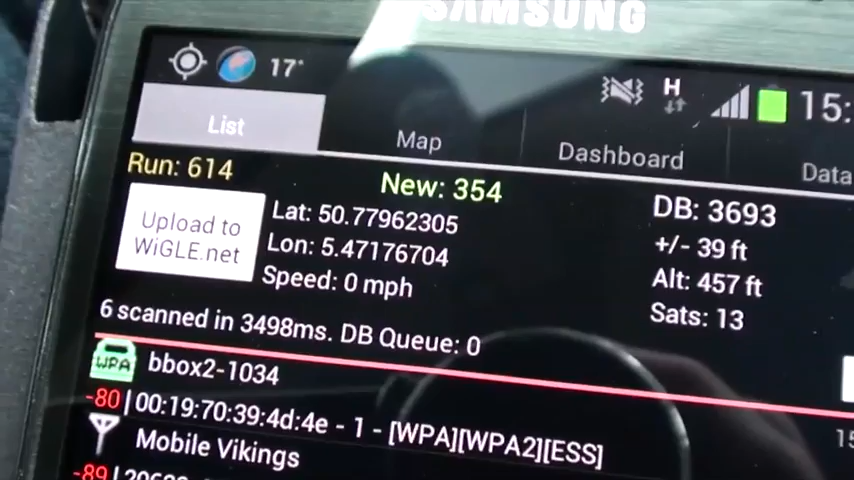 SAMSUNG
17° H 15:
List Map Dashboard Data
Run: 614 New: 354 DB: 3693
Upload to
WiGLE.net
Lat: 50.77962305
Lon: 5.47176704 +/- 39 ft
Speed: 0 mph Alt: 457 ft
Sats: 13
6 scanned in 3498ms. DB Queue: 0
WPA bbox2-1034
-80 | 00:19:70:39:4d:4e - 1 - [WPA][WPA2][ESS]
Mobile Vikings
-89